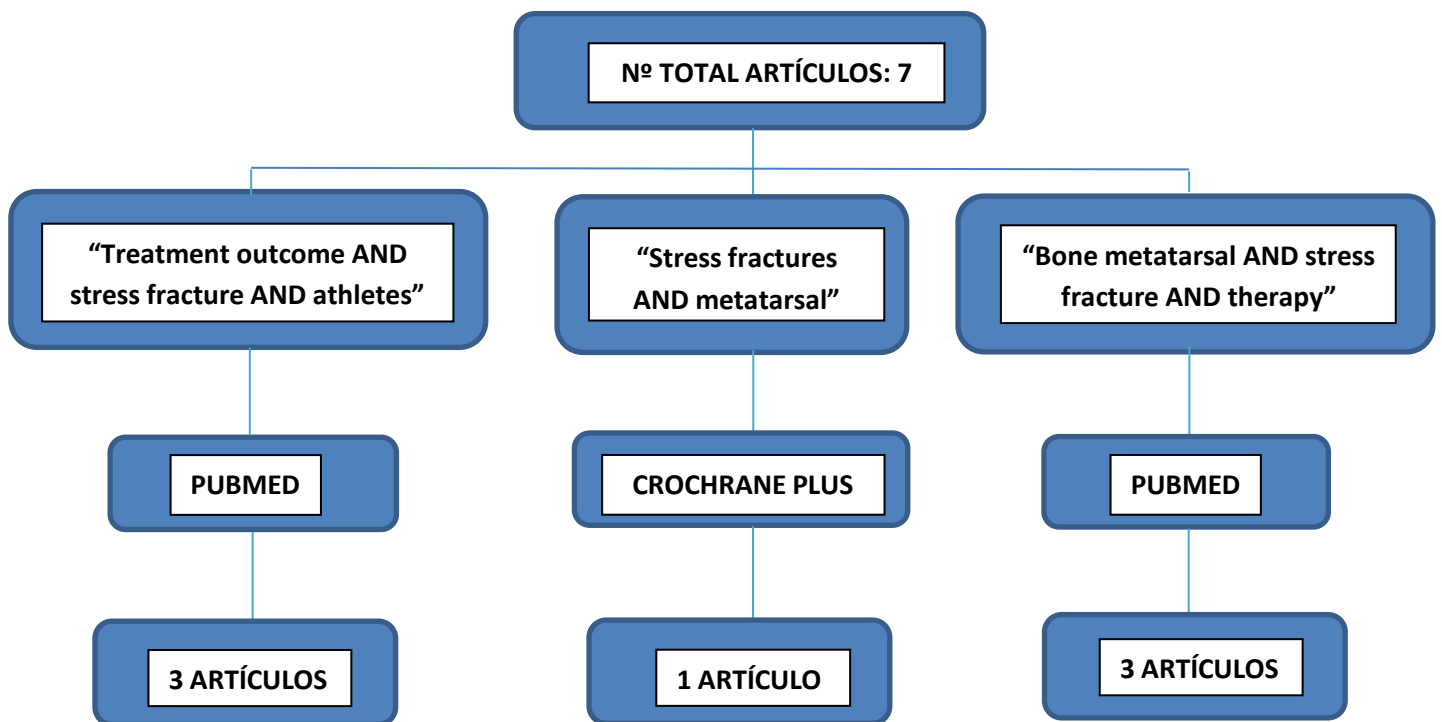 Nº TOTAL ARTÍCULOS: 7
“Treatment outcome AND
stress fracture AND athletes”
“Stress fractures
AND metatarsal”
“Bone metatarsal AND stress
fracture AND therapy”
PUBMED
CROCHRANE PLUS
PUBMED
3 ARTÍCULOS
1 ARTÍCULO
3 ARTÍCULOS